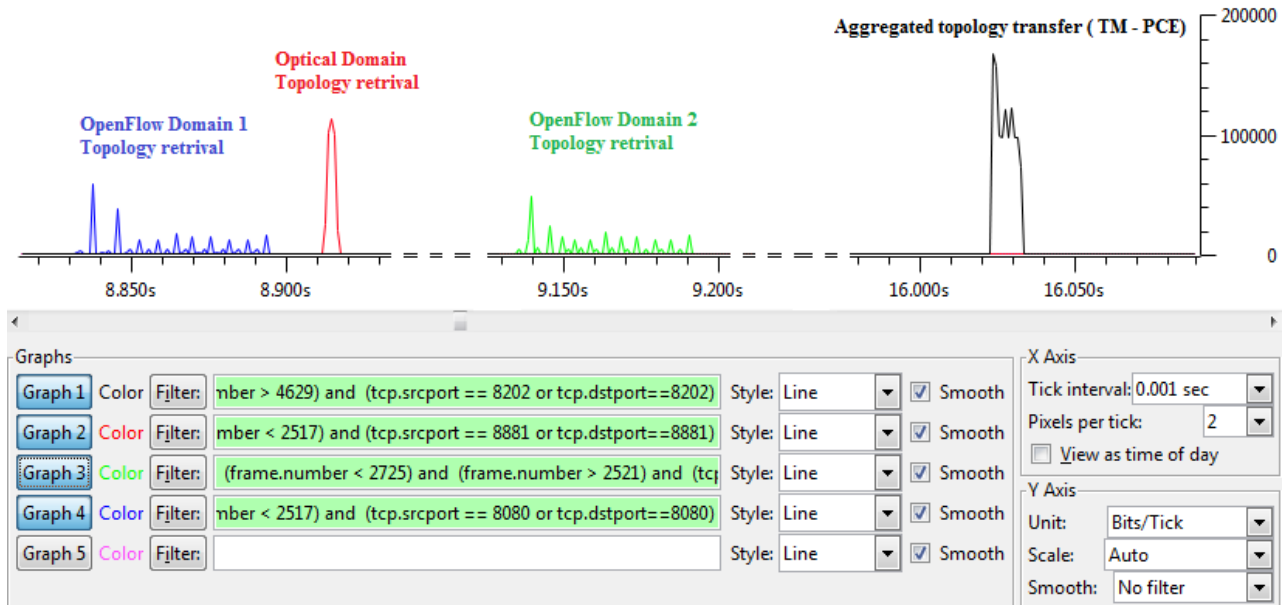 200000
Aggregated topology transfer ( TM - PCE)
Optical Domain
Topology retrival
OpenFlow Domain 1
Topology retrival
OpenFlow Domain 2
Topology retrival
100000
0
8.850s 8.900s 9.150s 9.200s 16.000s 16.050s
Graphs
Graph 1 Color Filter: nber > 4629) and (tcp.srcport == 8202 or tcp.dstport==8202) Style: Line Smooth
Graph 2 Color Filter: mber < 2517) and (tcp.srcport == 8881 or tcp.dstport==8881) Style: Line Smooth
Graph 3 Color Filter: (frame.number < 2725) and (frame.number > 2521) and (tcp Style: Line Smooth
Graph 4 Color Filter: nber < 2517) and (tcp.srcport == 8080 or tcp.dstport==8080) Style: Line Smooth
Graph 5 Color Filter: Style: Line Smooth
X Axis
Tick interval: 0.001 sec
Pixels per tick: 2
View as time of day
Y Axis
Unit: Bits/Tick
Scale: Auto
Smooth: No filter